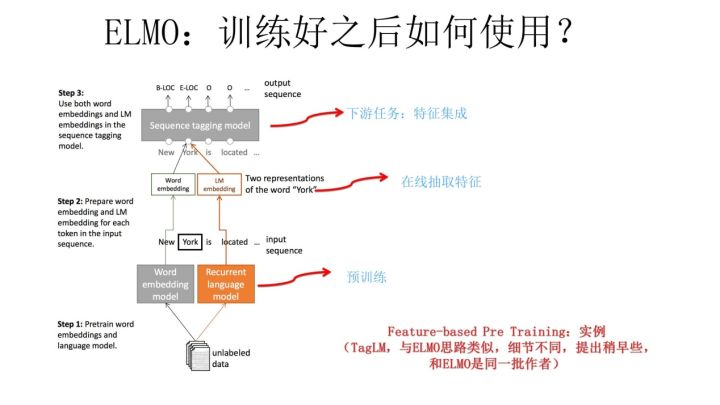 ELMO：训练好之后如何使用？
Step 3:
Use both word
embeddings and LM
embeddings in the
sequence tagging
model.
B-LOC E-LOC O O ...
output
sequence
Sequence tagging model
New York is located ...
下游任务：特征集成
Word
embedding
LM
embedding
Two representations
of the word “York”
在线抽取特征
Step 2: Prepare word
embedding and LM
embedding for each
token in the input
sequence.
New York is located ...
input
sequence
Word
embedding
model
Recurrent
language
model
预训练
Step 1: Pretrain word
embeddings and
language model.
unlabeled
data
Feature-based Pre Training：实例
（TagLM，与ELMO思路类似，细节不同，提出稍早些，
和ELMO是同一批作者）